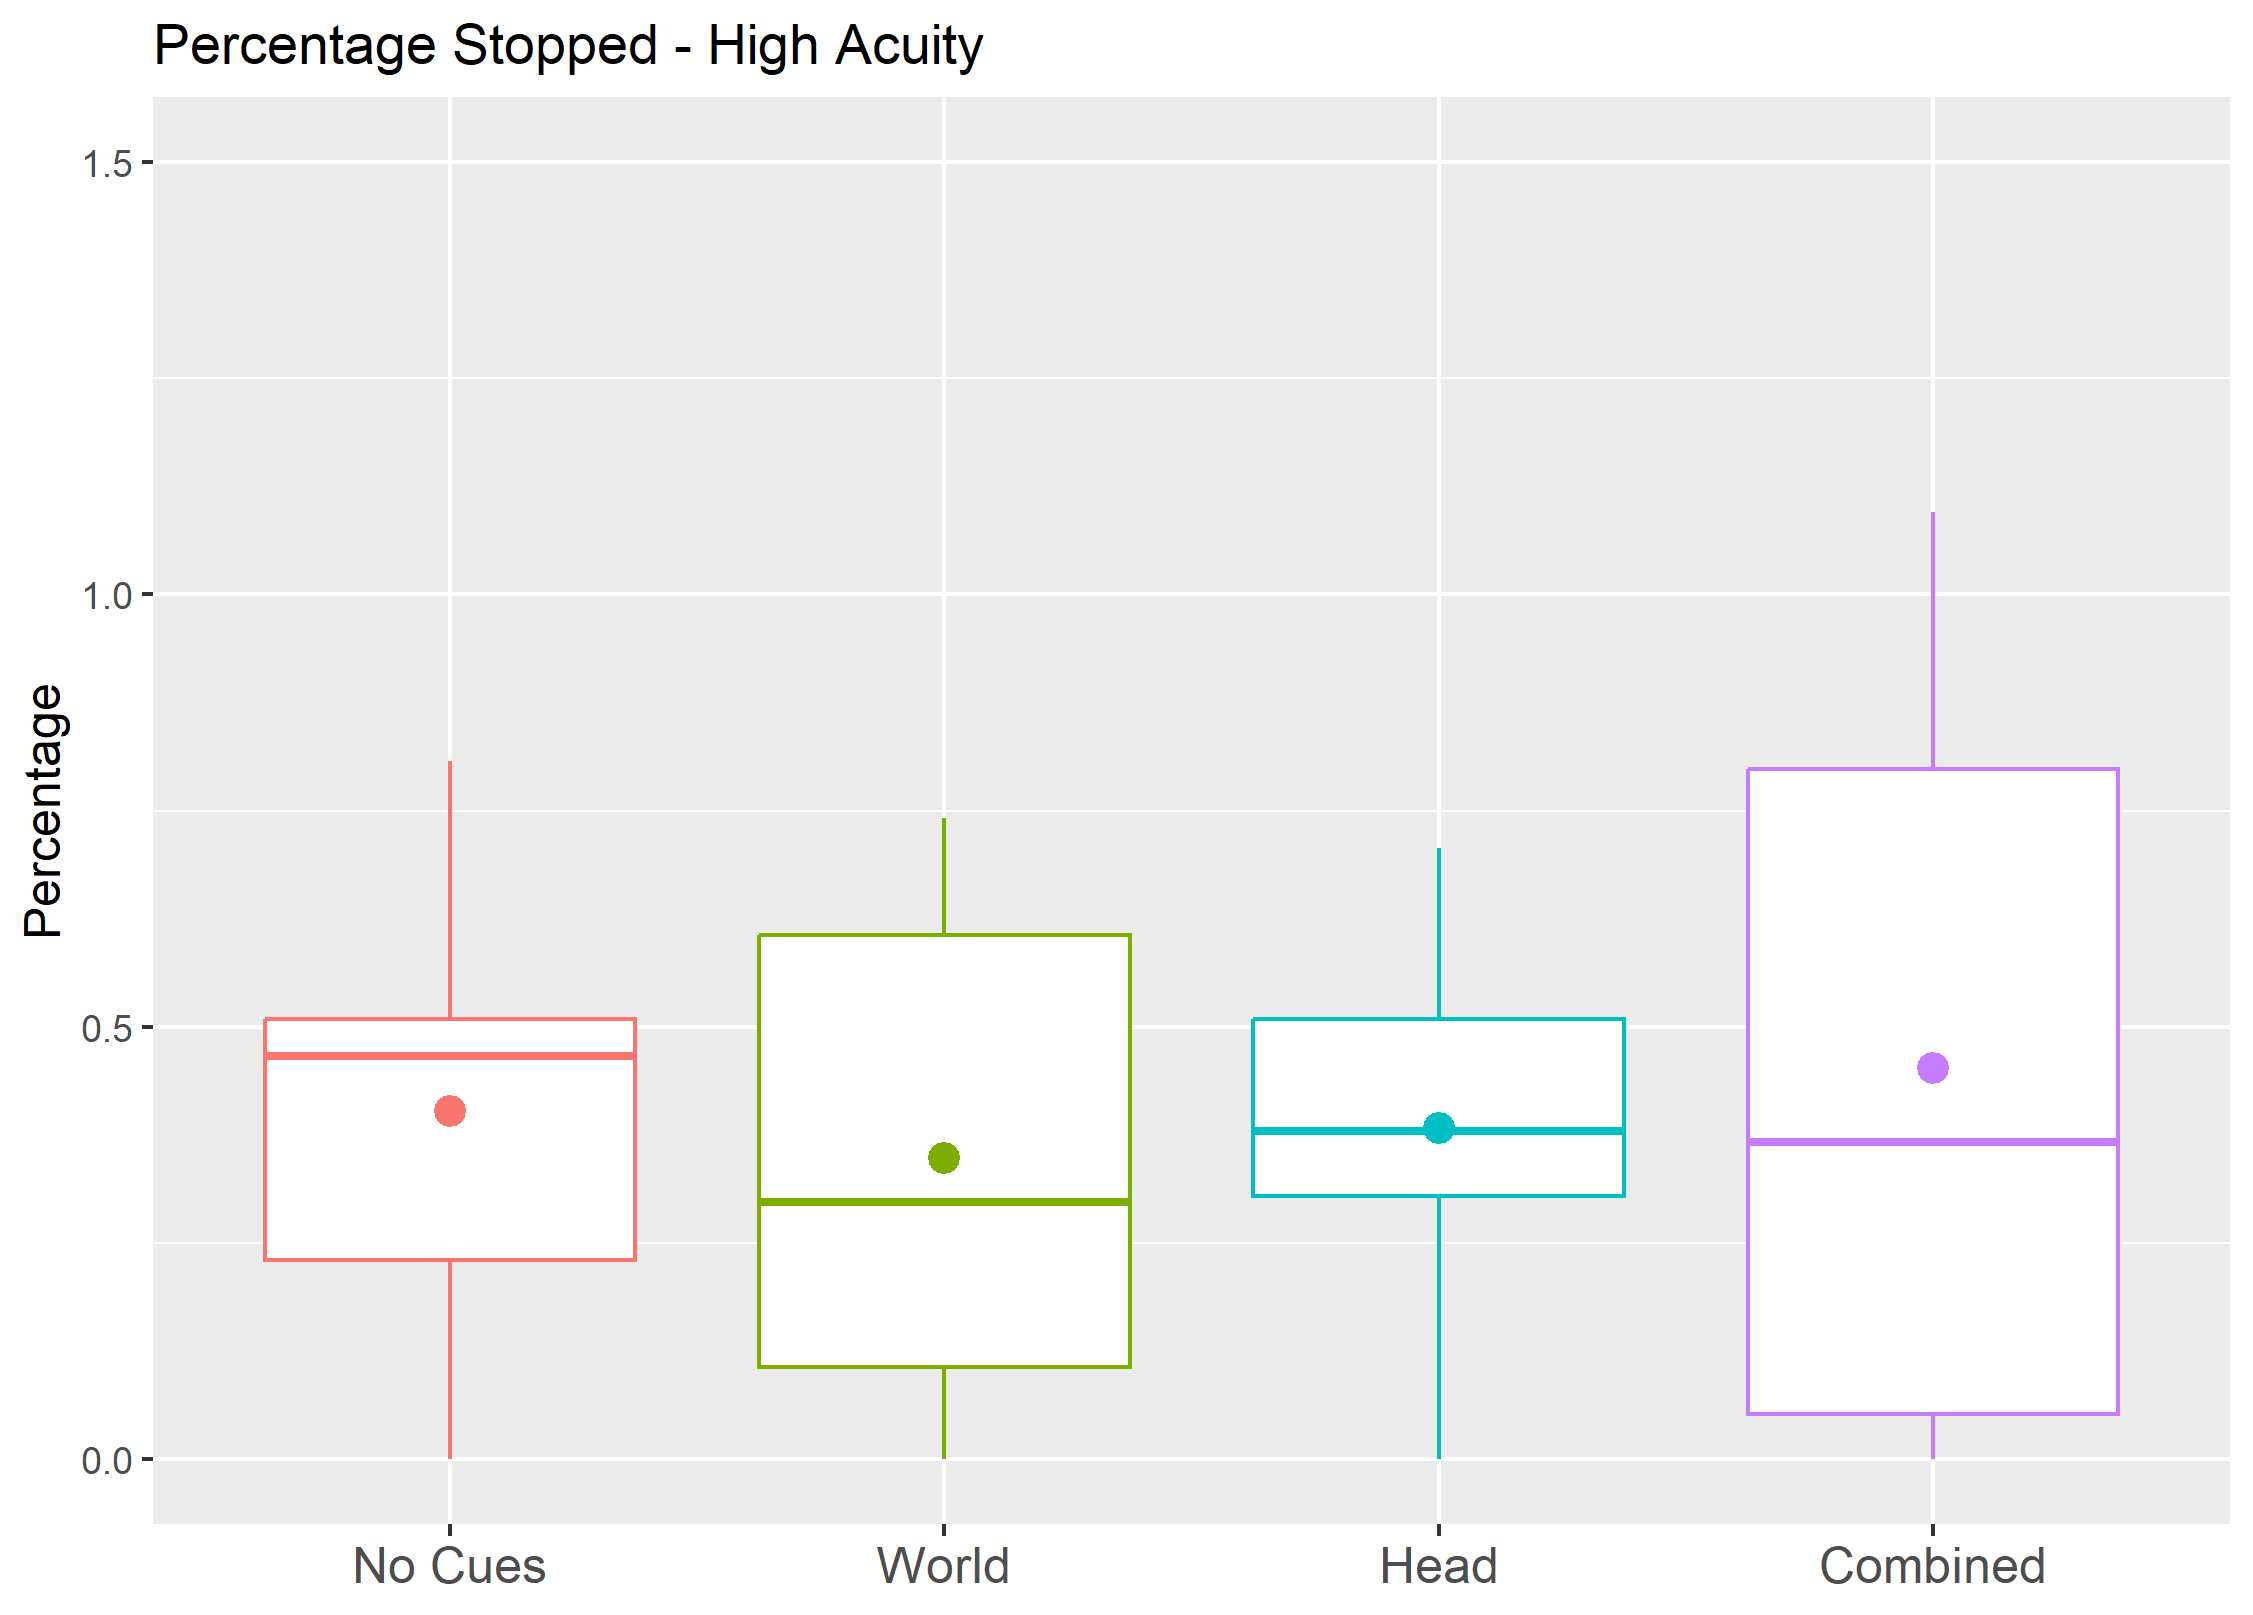 Percentage Stopped - High Acuity
1.5
1.0
0.5
0.0
Percentage
No Cues
World
Head
Combined